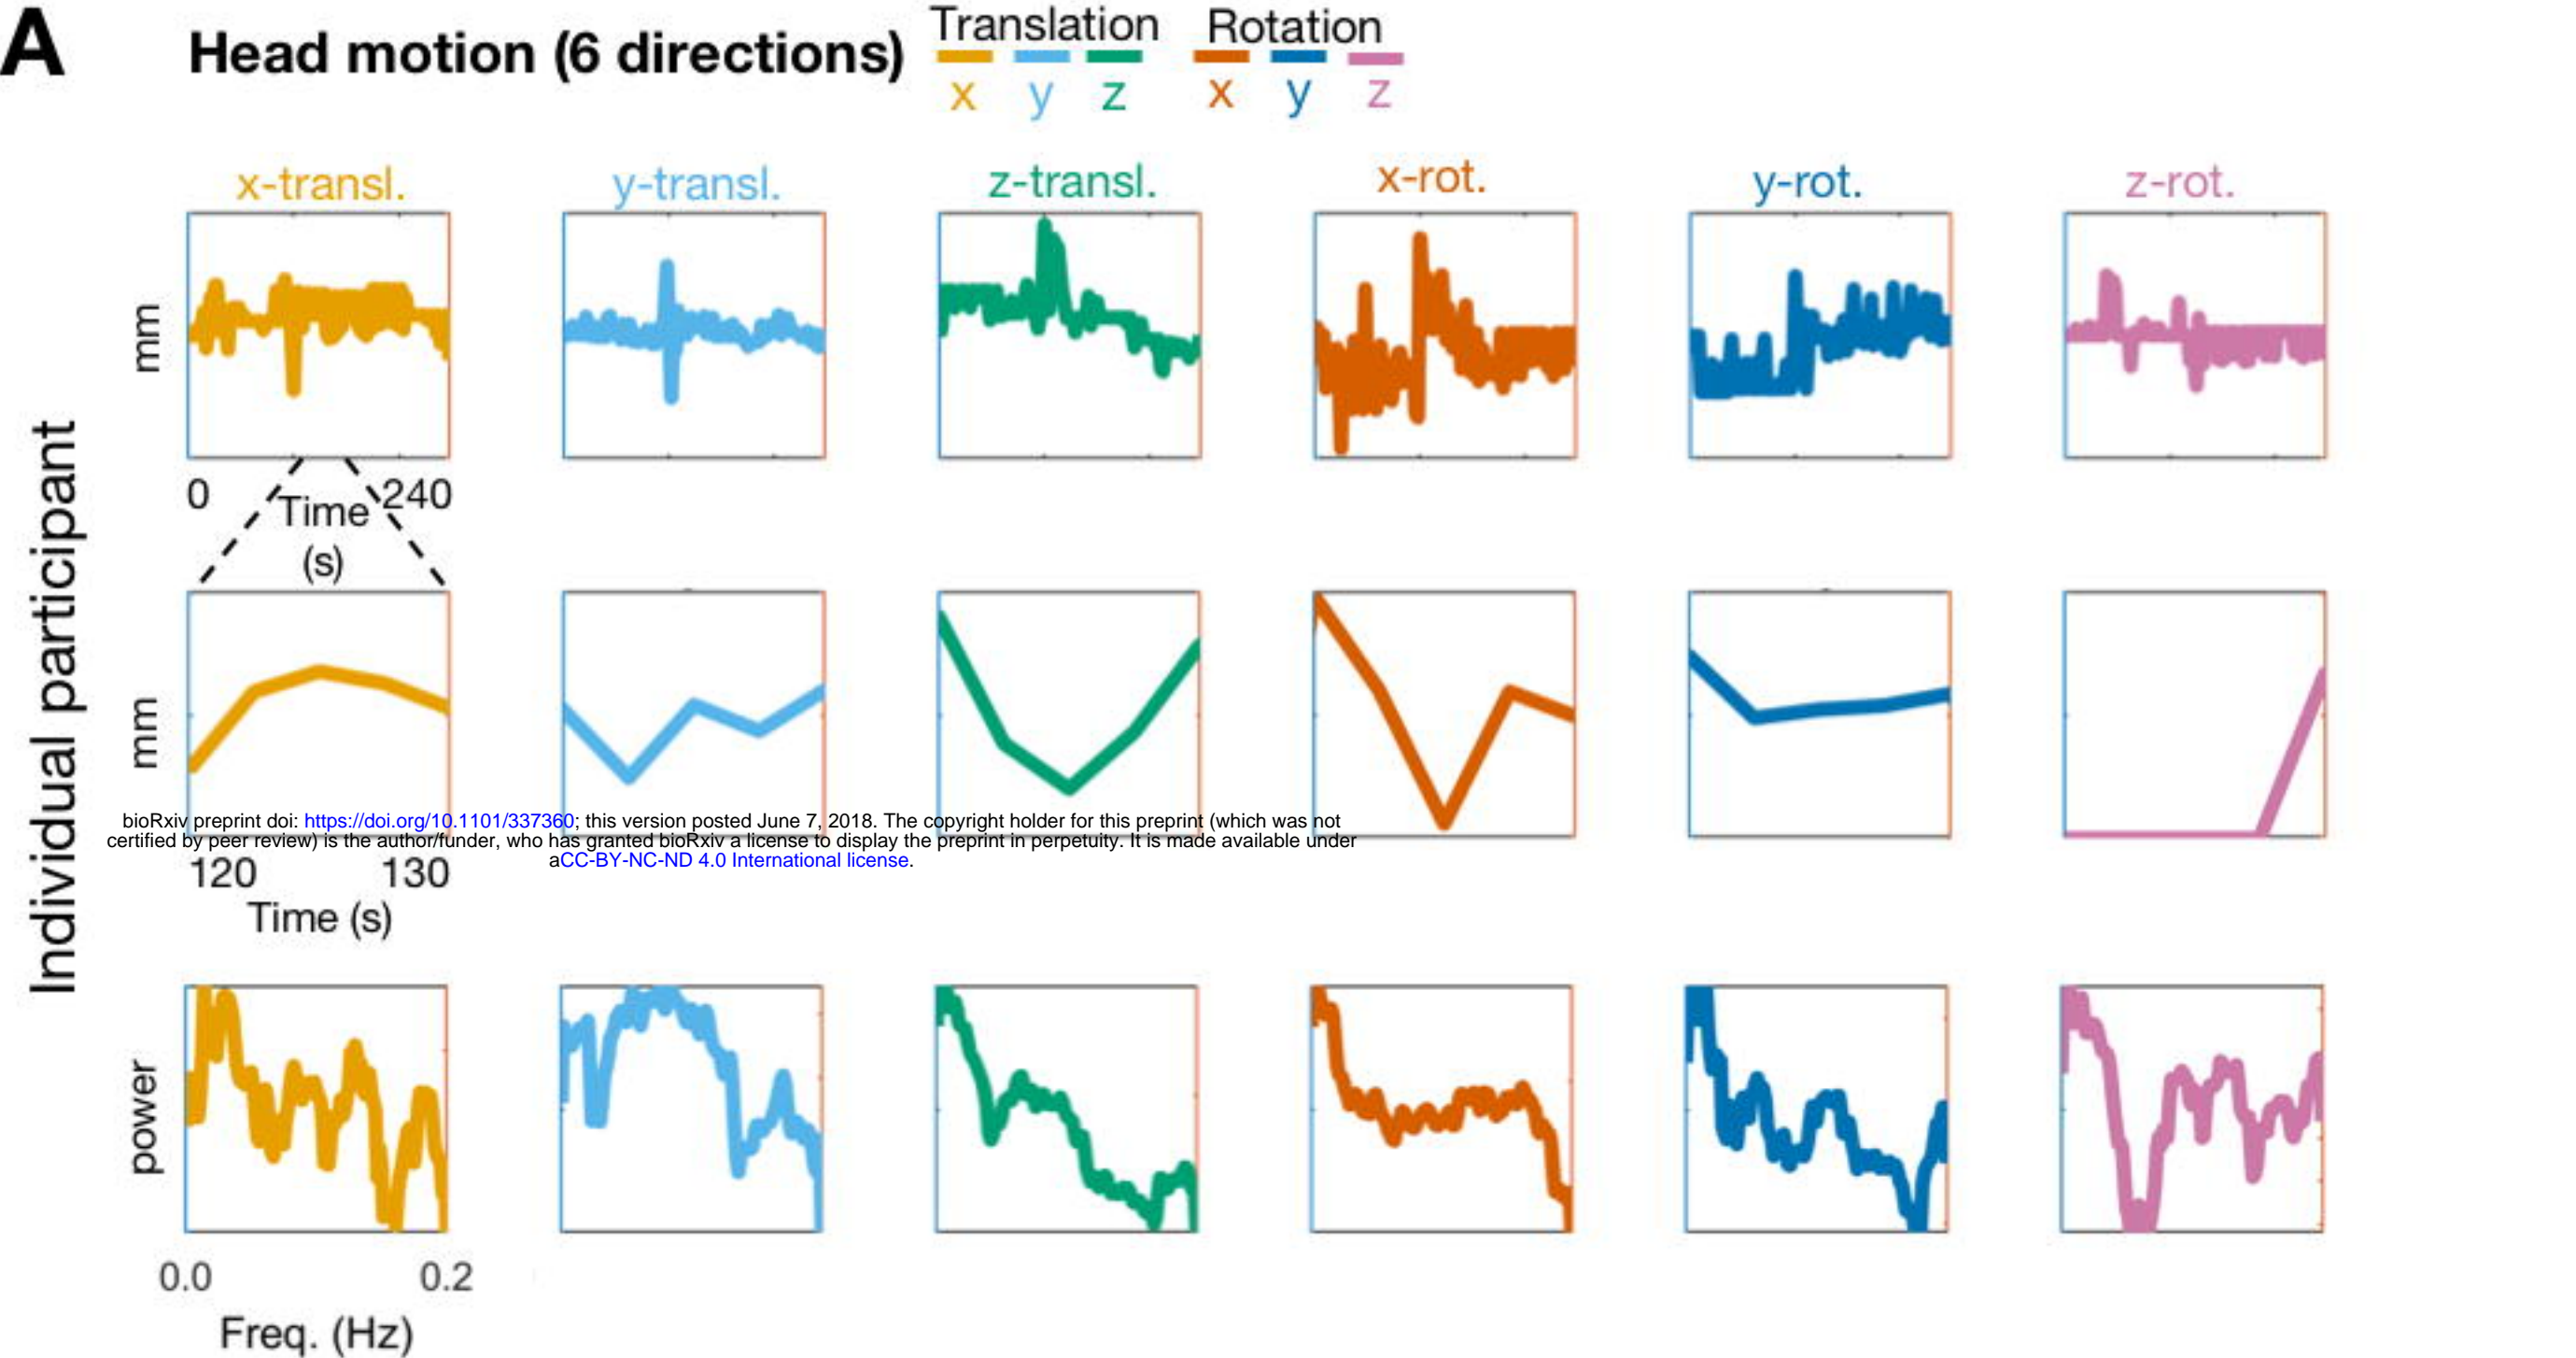 A
Head motion (6 directions)
Translation Rotation
x y z x y z
x-transl. y-transl. z-transl. x-rot. y-rot. z-rot.
Individual participant
mm
0 Time 240
(s)
mm
bioRxiv preprint doi: https://doi.org/10.1101/337360; this version posted June 7, 2018. The copyright holder for this preprint (which was not
certified by peer review) is the author/funder, who has granted bioRxiv a license to display the preprint in perpetuity. It is made available under
aCC-BY-NC-ND 4.0 International license.
120 130
Time (s)
power
0.0 0.2
Freq. (Hz)